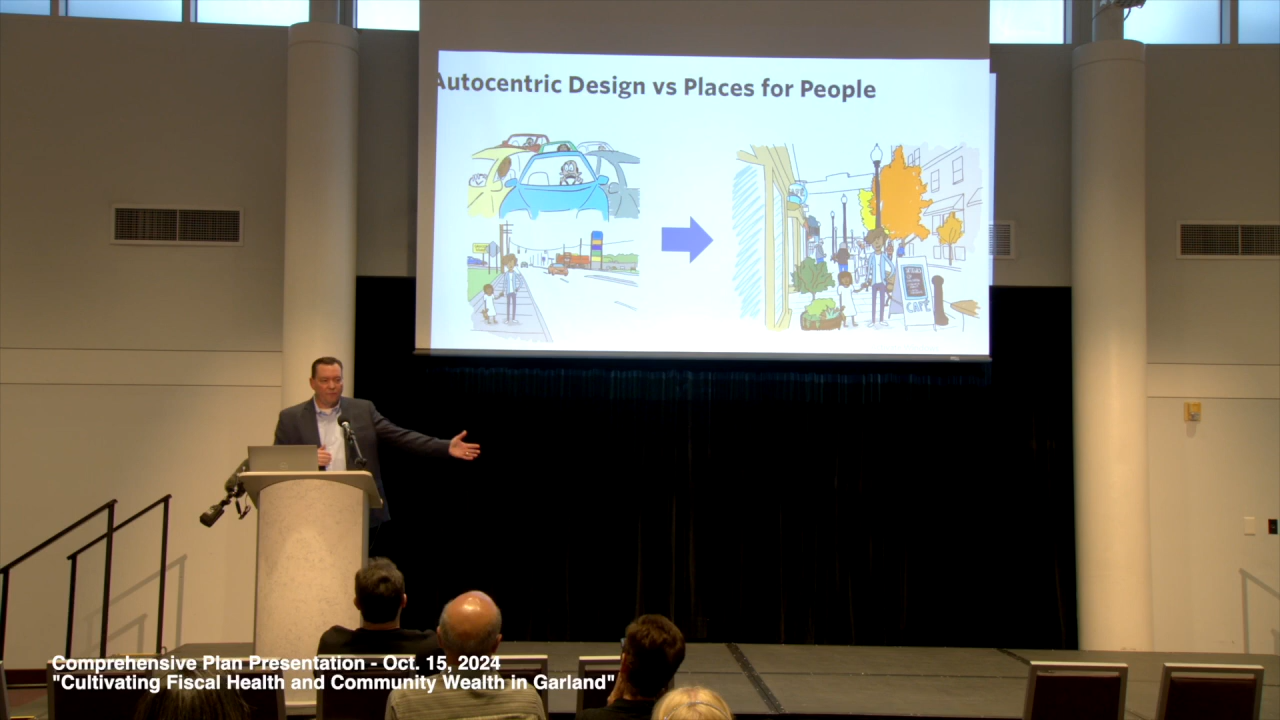 Autocentric Design vs Places for People
CAFE
Comprehensive Plan Presentation - Oct. 15, 2024
"Cultivating Fiscal Health and Community Wealth in Garland"